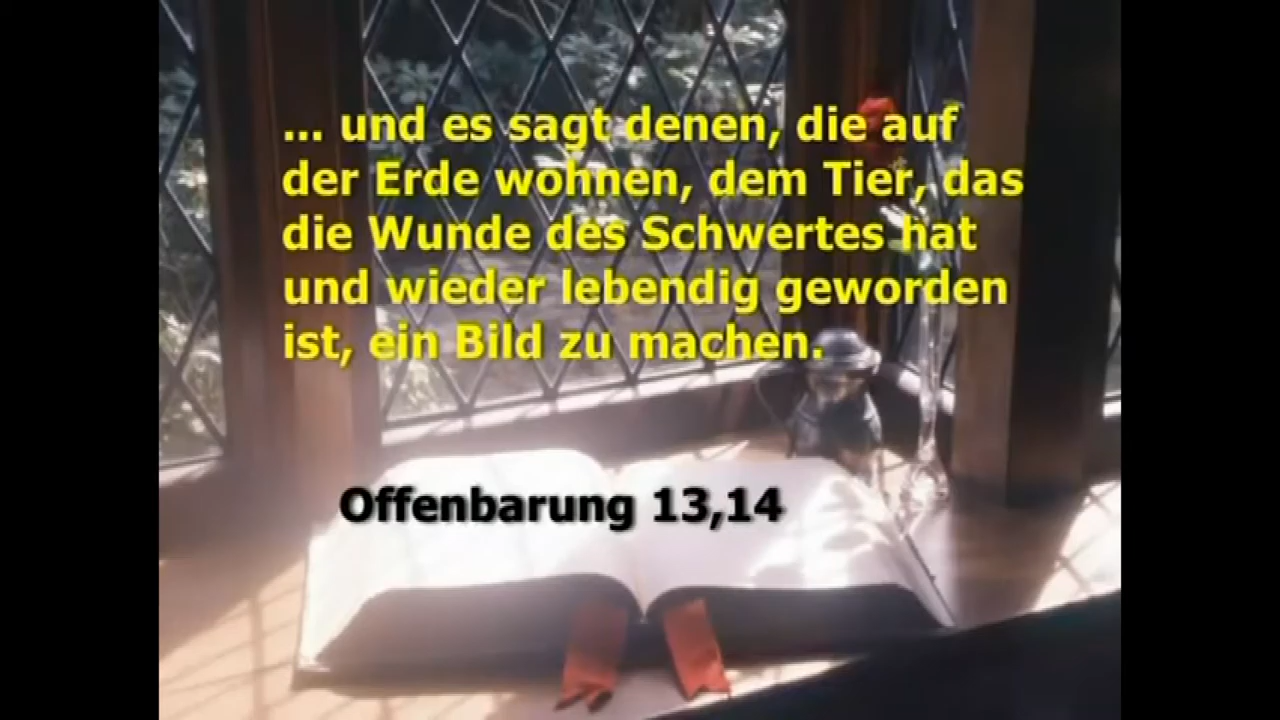 ... und es sagt denen, die auf
der Erde wohnen, dem Tier, das
die Wunde des Schwertes hat
und wieder lebendig geworden
ist, ein Bild zu machen.
Offenbarung 13,14